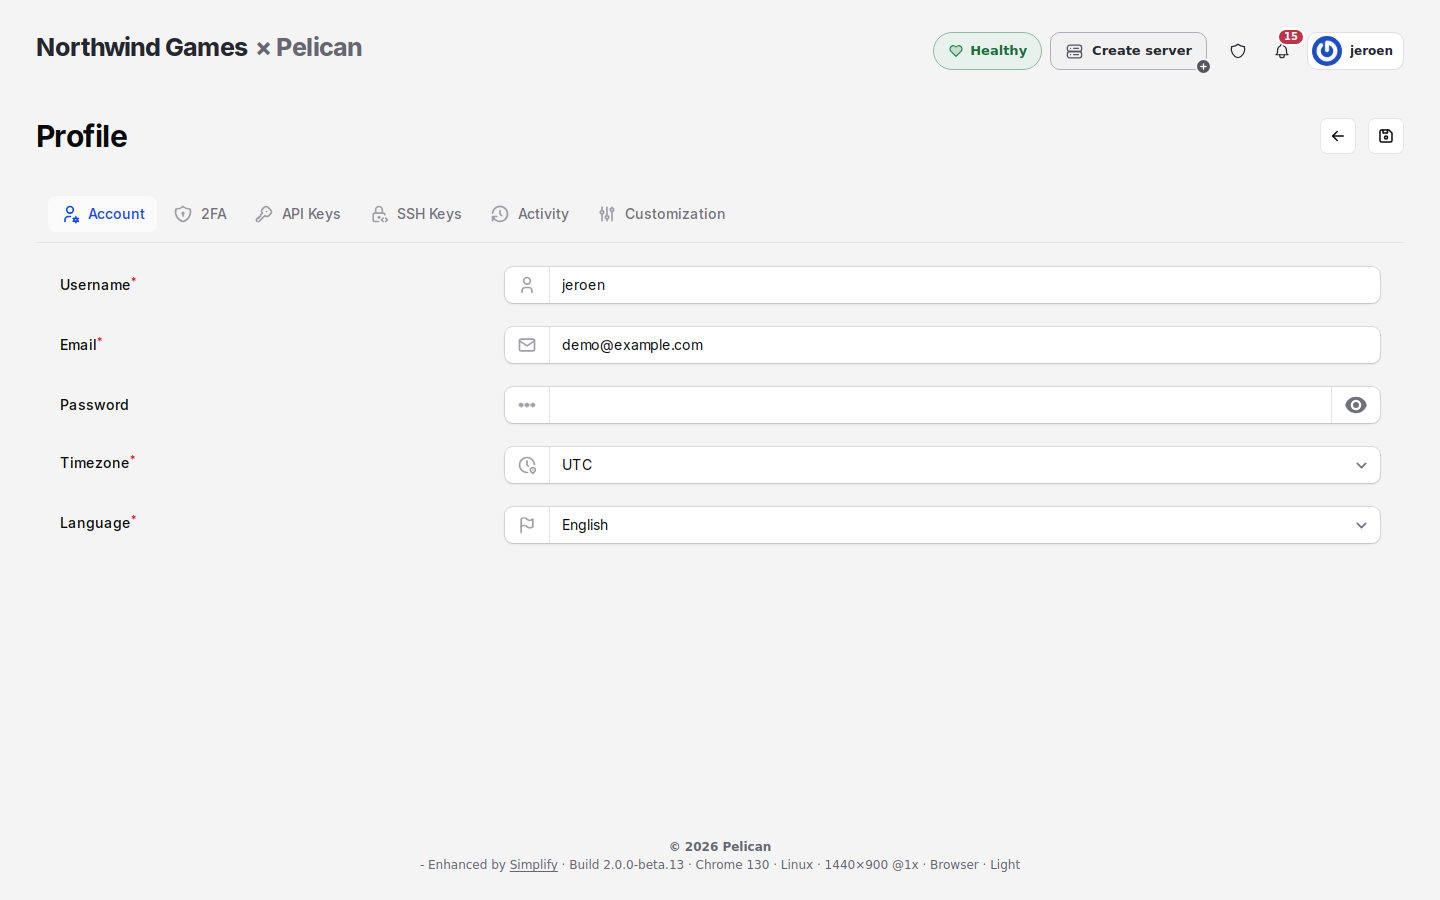 Northwind Games × Pelican
Healthy
Create server
15
jeroen
Profile
Account
2FA
API Keys
SSH Keys
Activity
Customization
Username*
jeroen
Email*
demo@example.com
Password
Timezone*
UTC
Language*
English
© 2026 Pelican
- Enhanced by Simplify · Build 2.0.0-beta.13 · Chrome 130 · Linux · 1440×900 @1x · Browser · Light